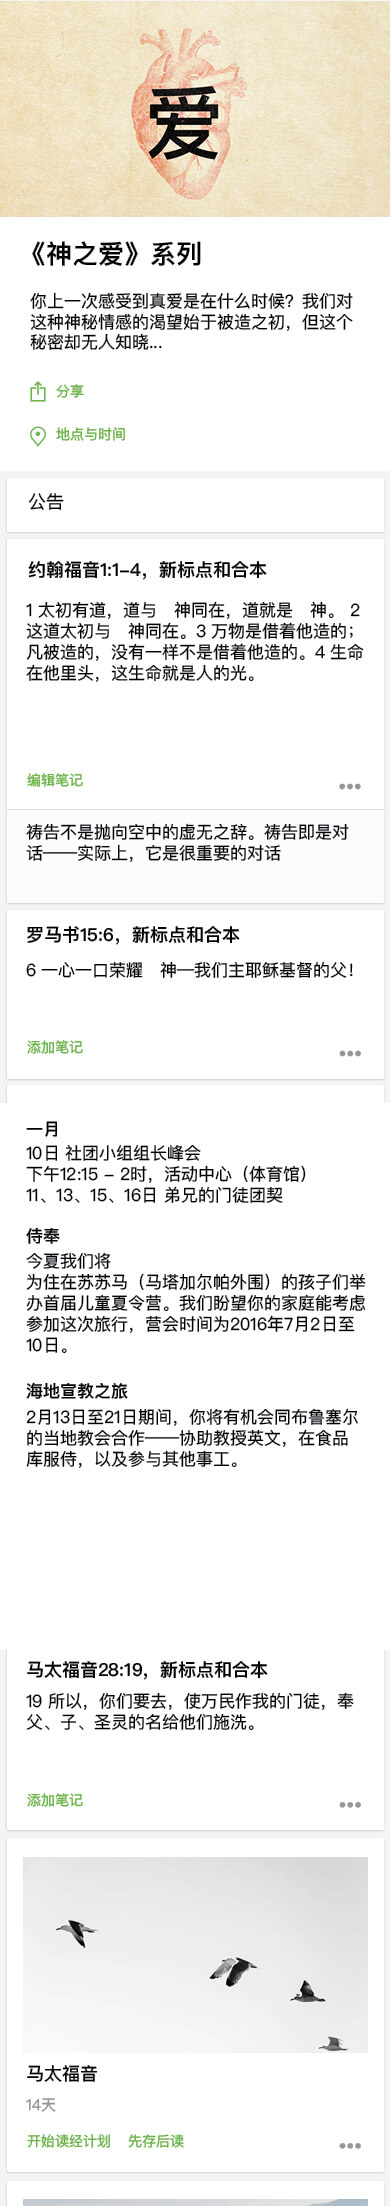 爱
《神之爱》系列
你上一次感受到真爱是在什么时候？我们对
这种神秘情感的渴望始于被造之初，但这个
秘密却无人知晓...
分享
地点与时间
公告
约翰福音1:1-4，新标点和合本
1 太初有道，道与　神同在，道就是　神。 2
这道太初与　神同在。3 万物是借着他造的；
凡被造的，没有一样不是借着他造的。4 生命
在他里头，这生命就是人的光。
编辑笔记
祷告不是抛向空中的虚无之辞。祷告即是对
话——实际上，它是很重要的对话
罗马书15:6，新标点和合本
6 一心一口荣耀　神—我们主耶稣基督的父！
添加笔记
一月
10日 社团小组组长峰会
下午12:15 - 2时，活动中心（体育馆）
11、13、15、16日 弟兄的门徒团契
侍奉
今夏我们将
为住在苏苏马（马塔加尔帕外围）的孩子们举
办首届儿童夏令营。我们盼望你的家庭能考虑
参加这次旅行，营会时间为2016年7月2日至
10日。
海地宣教之旅
2月13日至21日期间，你将有机会同布鲁塞尔
的当地教会合作——协助教授英文，在食品
库服侍，以及参与其他事工。
马太福音28:19，新标点和合本
19 所以，你们要去，使万民作我的门徒，奉
父、子、圣灵的名给他们施洗。
添加笔记
马太福音
14天
开始读经计划 先存后读